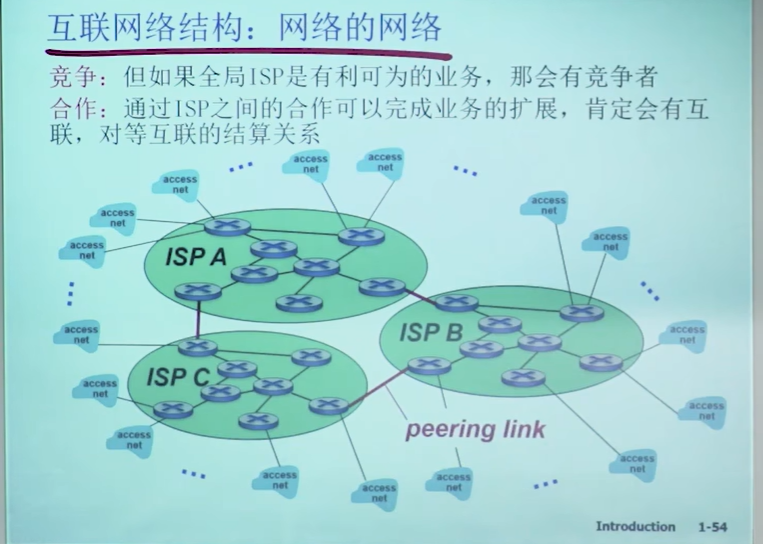 互联网络结构：网络的网络
竞争：但如果全局ISP是有利可为的业务，那会有竞争者
合作：通过ISP之间的合作可以完成业务的扩展，肯定会有互
联，对等互联的结算关系
access
net
access
net
access
net
access
net
access
net
access
net
access
net
ISP A
ISP B
ISP C
access
net
access
net
access
net
access
net
access
net
peering link
access
net
access
net
access
net
access
net
Introduction 1-54